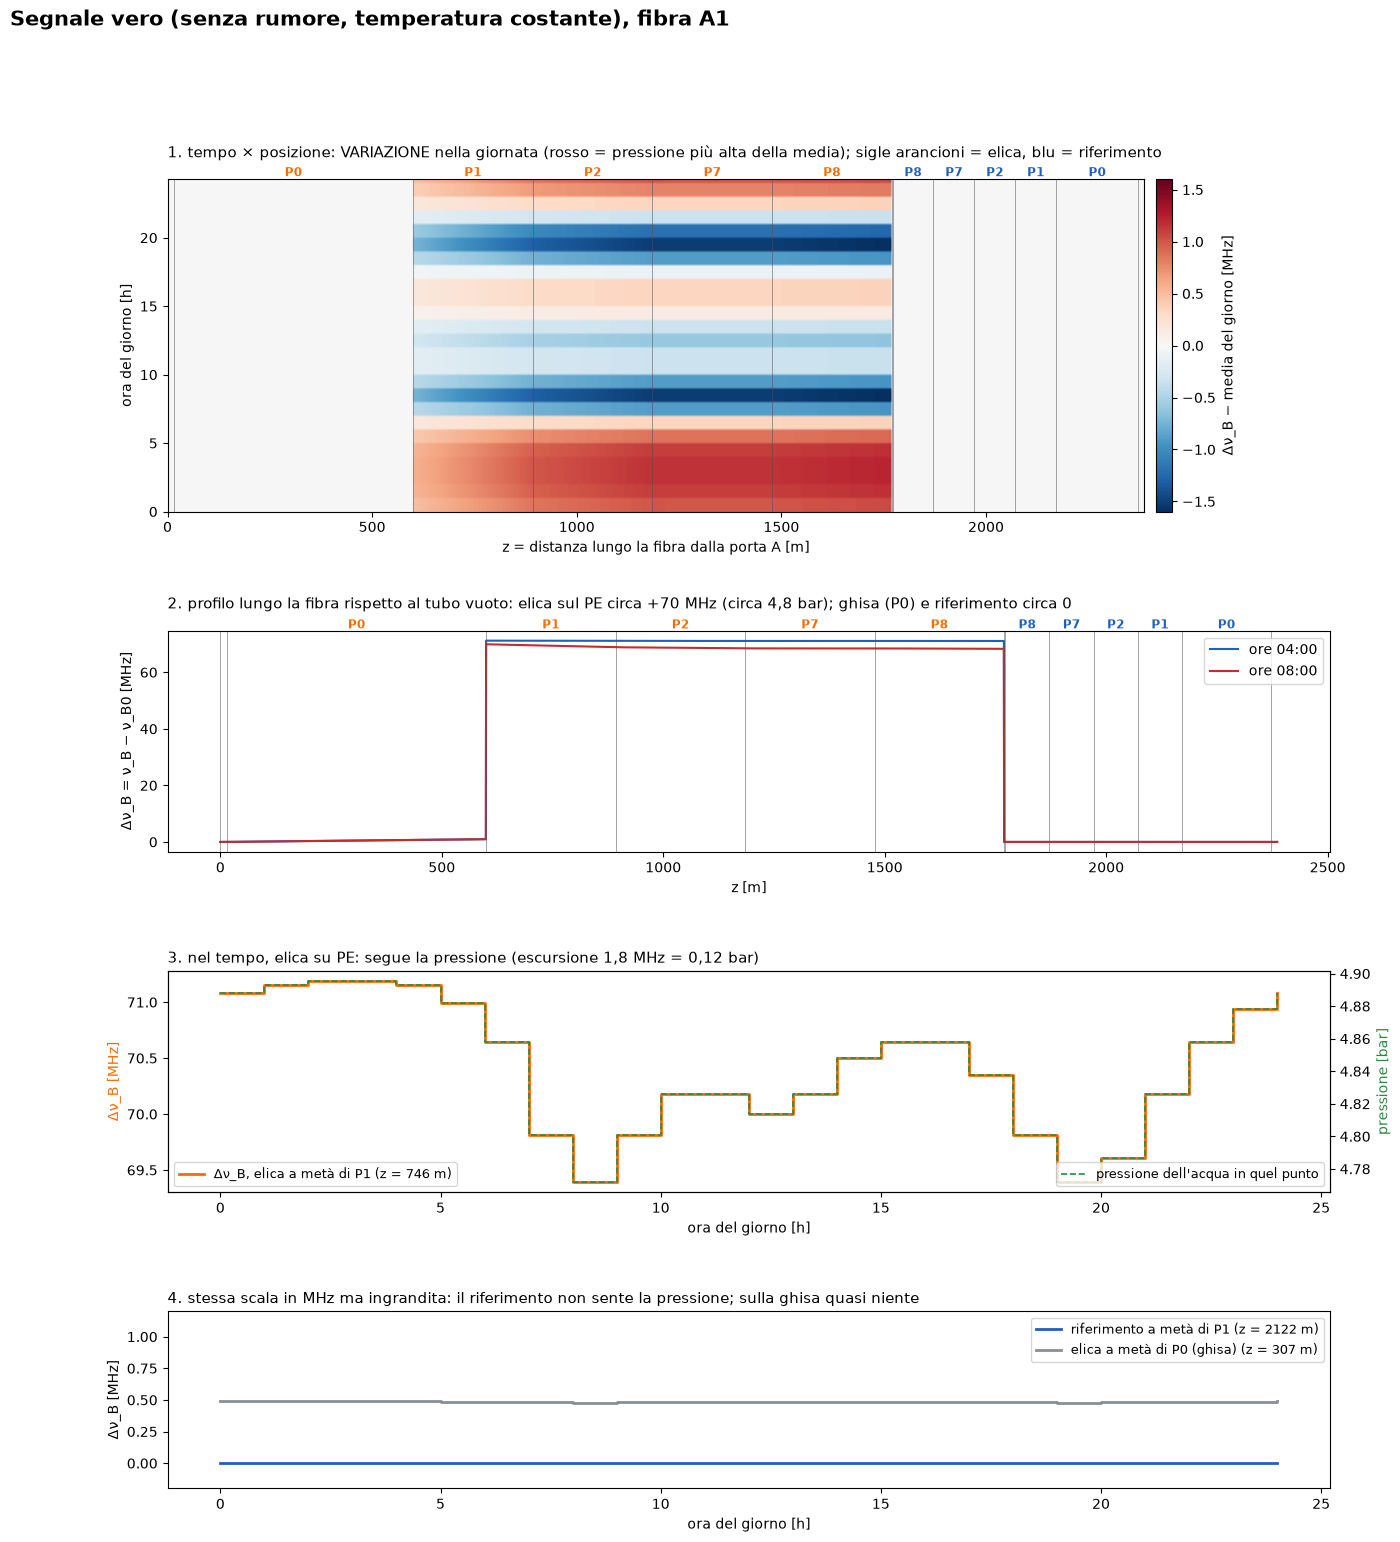 Segnale vero (senza rumore, temperatura costante), fibra A1
1. tempo × posizione: VARIAZIONE nella giornata (rosso = pressione più alta della media); sigle arancioni = elica, blu = riferimento
P0 P1 P2 P7 P8 P8 P7 P2 P1 P0
20
15
10
5
0
ora del giorno [h]
0 500 1000 1500 2000
z = distanza lungo la fibra dalla porta A [m]
1.5
1.0
0.5
0.0
−0.5
−1.0
−1.5
Δν_B − media del giorno [MHz]
2. profilo lungo la fibra rispetto al tubo vuoto: elica sul PE circa +70 MHz (circa 4,8 bar); ghisa (P0) e riferimento circa 0
P0 P1 P2 P7 P8 P8 P7 P2 P1 P0
60
40
20
0
Δν_B = ν_B − ν_B0 [MHz]
ore 04:00
ore 08:00
0 500 1000 1500 2000 2500
z [m]
3. nel tempo, elica su PE: segue la pressione (escursione 1,8 MHz = 0,12 bar)
71.0
70.5
70.0
69.5
Δν_B [MHz]
4.90
4.88
4.86
4.84
4.82
4.80
4.78
pressione [bar]
Δν_B, elica a metà di P1 (z = 746 m)
pressione dell'acqua in quel punto
0 5 10 15 20 25
ora del giorno [h]
4. stessa scala in MHz ma ingrandita: il riferimento non sente la pressione; sulla ghisa quasi niente
1.00
0.75
0.50
0.25
0.00
Δν_B [MHz]
riferimento a metà di P1 (z = 2122 m)
elica a metà di P0 (ghisa) (z = 307 m)
0 5 10 15 20 25
ora del giorno [h]